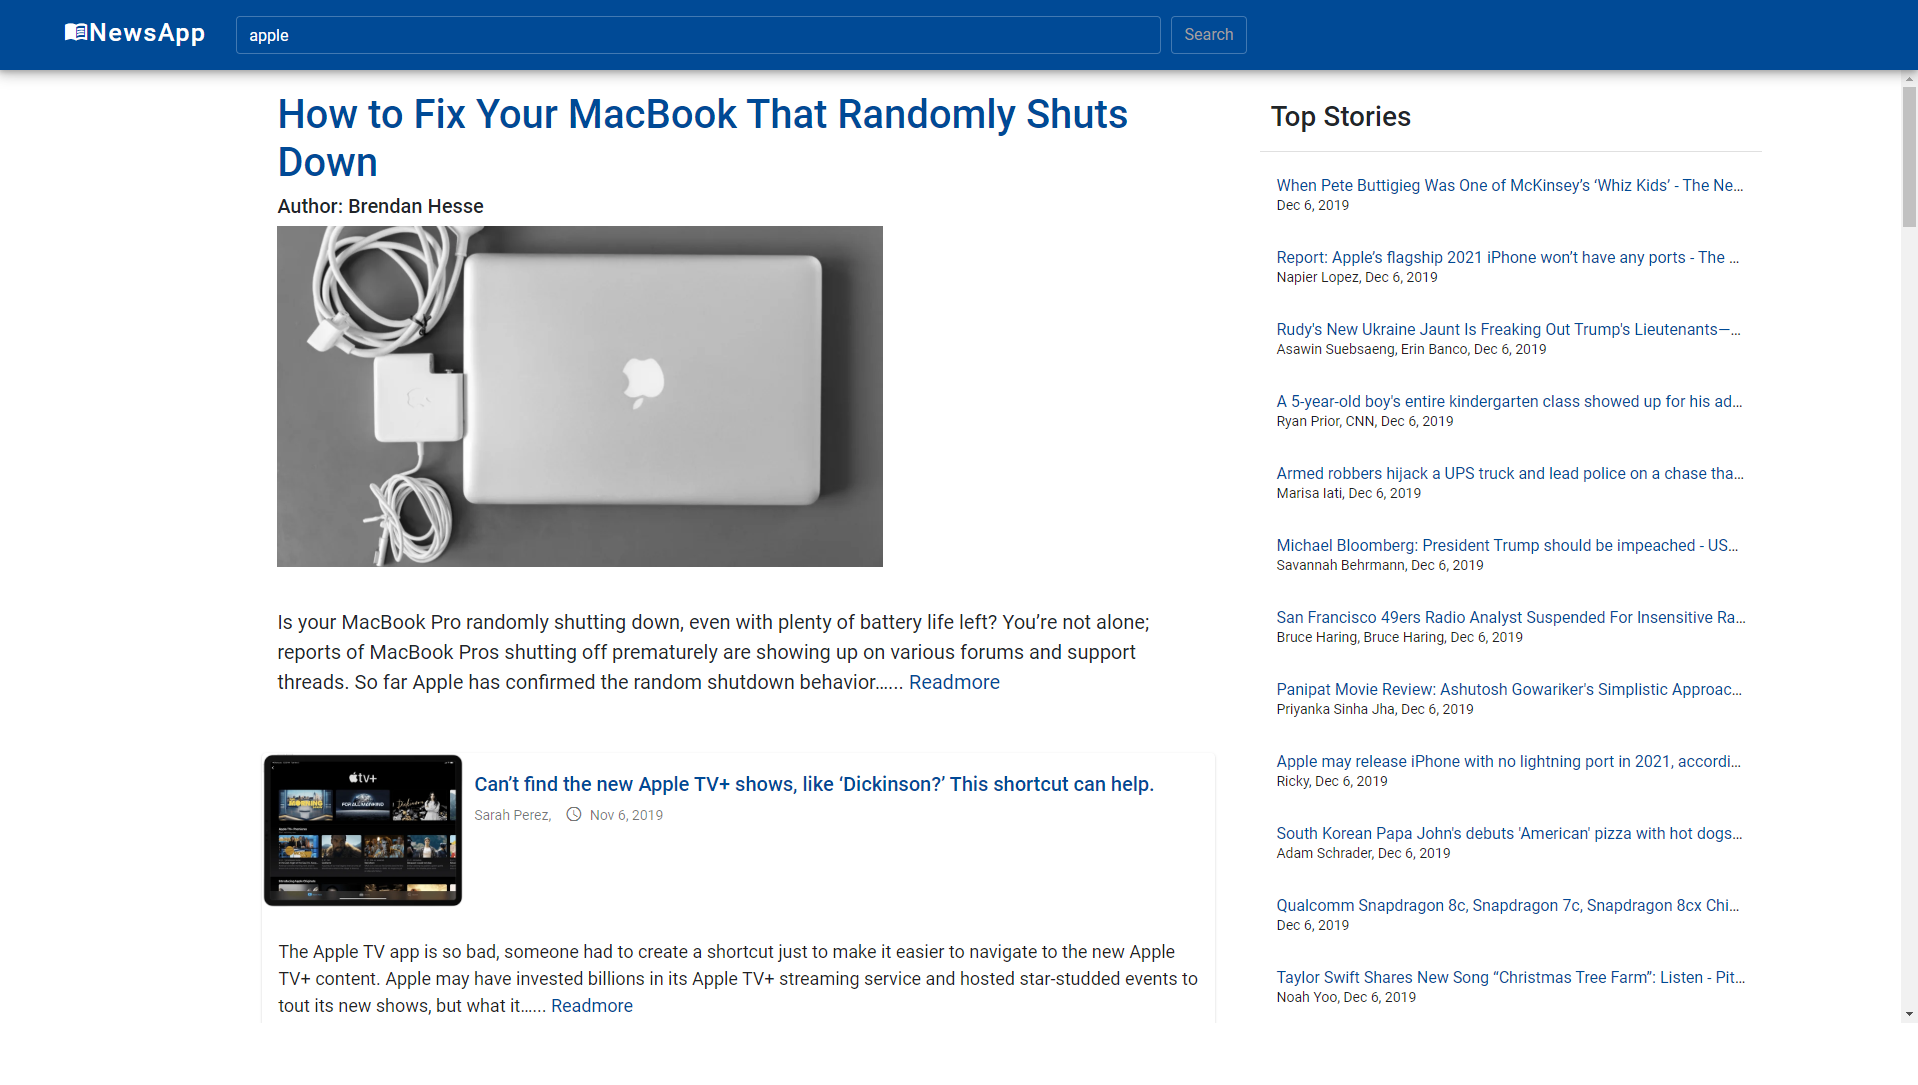 NewsApp
apple
Search
How to Fix Your MacBook That Randomly Shuts
Down
Author: Brendan Hesse
Is your MacBook Pro randomly shutting down, even with plenty of battery life left? You’re not alone;
reports of MacBook Pros shutting off prematurely are showing up on various forums and support
threads. So far Apple has confirmed the random shutdown behavior…... Readmore
tv+
Can’t find the new Apple TV+ shows, like ‘Dickinson?’ This shortcut can help.
Sarah Perez, Nov 6, 2019
The Apple TV app is so bad, someone had to create a shortcut just to make it easier to navigate to the new Apple
TV+ content. Apple may have invested billions in its Apple TV+ streaming service and hosted star-studded events to
tout its new shows, but what it…... Readmore
Top Stories
When Pete Buttigieg Was One of McKinsey’s ‘Whiz Kids’ - The Ne...
Dec 6, 2019
Report: Apple’s flagship 2021 iPhone won’t have any ports - The ...
Napier Lopez, Dec 6, 2019
Rudy's New Ukraine Jaunt Is Freaking Out Trump's Lieutenants—...
Asawin Suebsaeng, Erin Banco, Dec 6, 2019
A 5-year-old boy's entire kindergarten class showed up for his ad...
Ryan Prior, CNN, Dec 6, 2019
Armed robbers hijack a UPS truck and lead police on a chase tha...
Marisa Iati, Dec 6, 2019
Michael Bloomberg: President Trump should be impeached - US...
Savannah Behrmann, Dec 6, 2019
San Francisco 49ers Radio Analyst Suspended For Insensitive Ra...
Bruce Haring, Bruce Haring, Dec 6, 2019
Panipat Movie Review: Ashutosh Gowariker's Simplistic Approac...
Priyanka Sinha Jha, Dec 6, 2019
Apple may release iPhone with no lightning port in 2021, accordi...
Ricky, Dec 6, 2019
South Korean Papa John's debuts 'American' pizza with hot dogs...
Adam Schrader, Dec 6, 2019
Qualcomm Snapdragon 8c, Snapdragon 7c, Snapdragon 8cx Chi...
Dec 6, 2019
Taylor Swift Shares New Song “Christmas Tree Farm”: Listen - Pit...
Noah Yoo, Dec 6, 2019